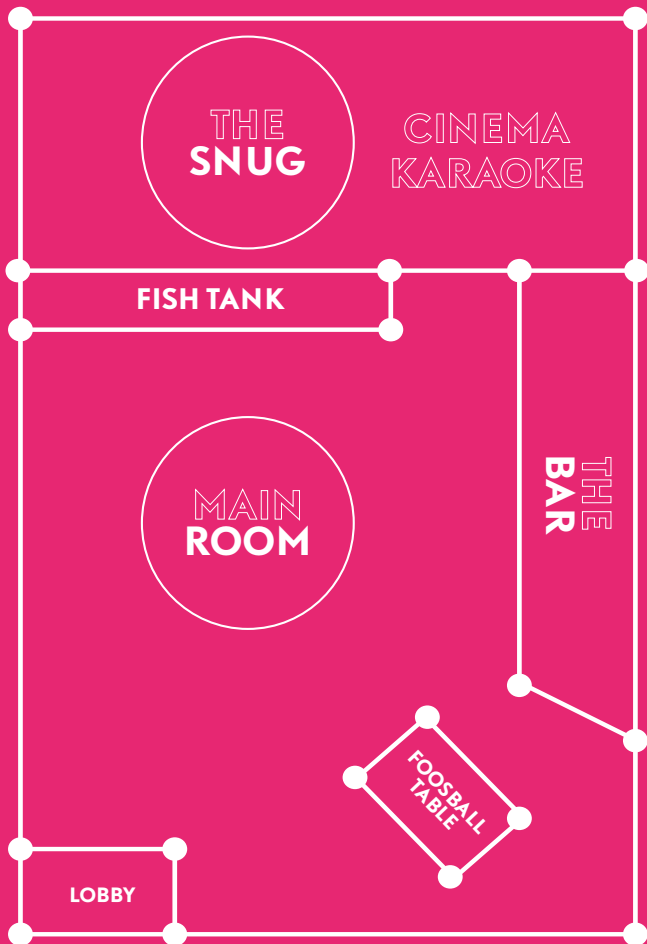 THE
SNUG
CINEMA
KARAOKE
FISH TANK
MAIN
ROOM
THE
BAR
FOOSBALL
TABLE
LOBBY